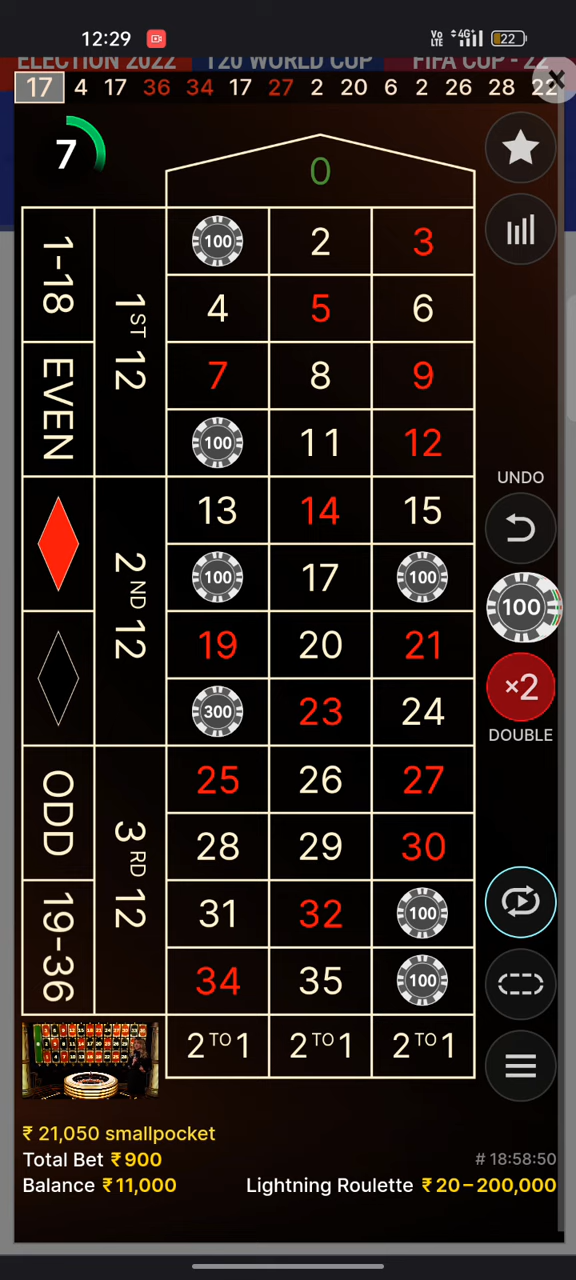 12:29 Vo LTE 4G 22
ELECTION 2022 T20 WORLD CUP FIFA CUP - 22
17 4 17 36 34 17 27 2 20 6 2 26 28 22
7
0
1-18 1ST 12 100 2 3
4 5 6
EVEN 7 8 9
100 11 12
UNDO
2ND 12 13 14 15
100 17 100
100
19 20 21
×2
300 23 24
DOUBLE
ODD 3RD 12 25 26 27
28 29 30
19-36 31 32 100
34 35 100
2 TO 1 2 TO 1 2 TO 1
₹ 21,050 smallpocket
Total Bet ₹900 # 18:58:50
Balance ₹11,000 Lightning Roulette ₹20-200,000